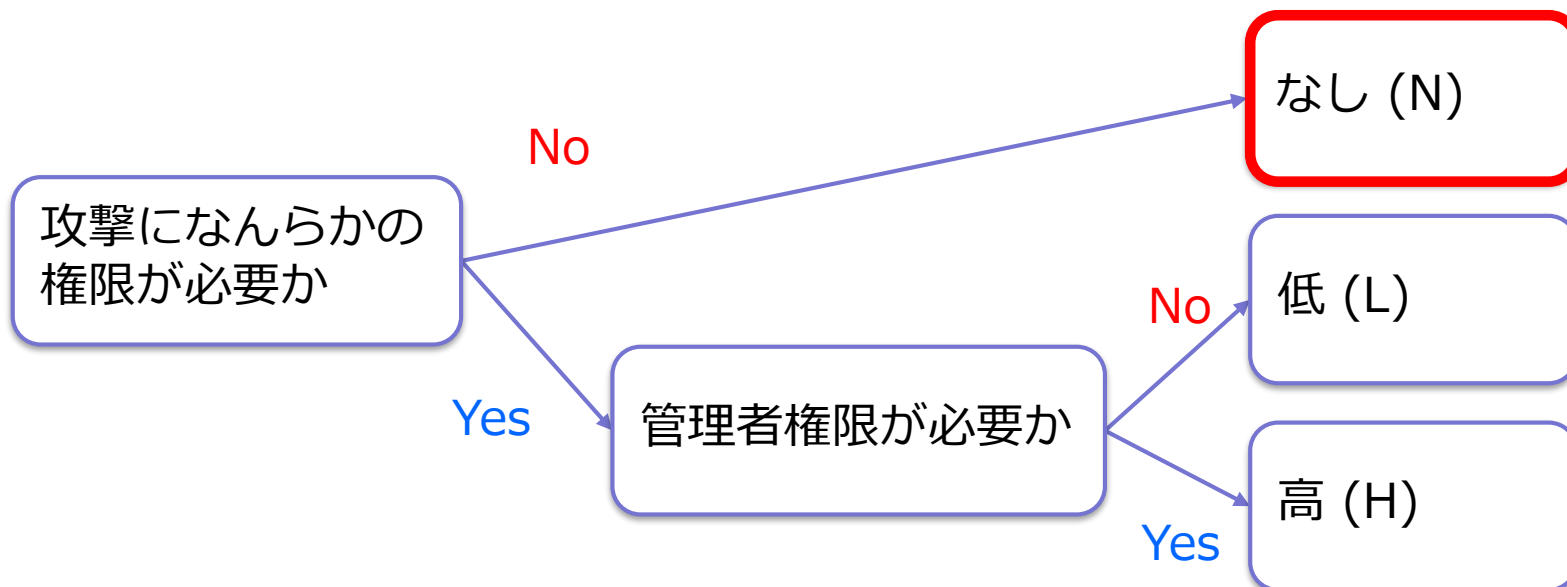 なし (N)
No
攻撃になんらかの
権限が必要か
低 (L)
No
Yes
管理者権限が必要か
高 (H)
Yes